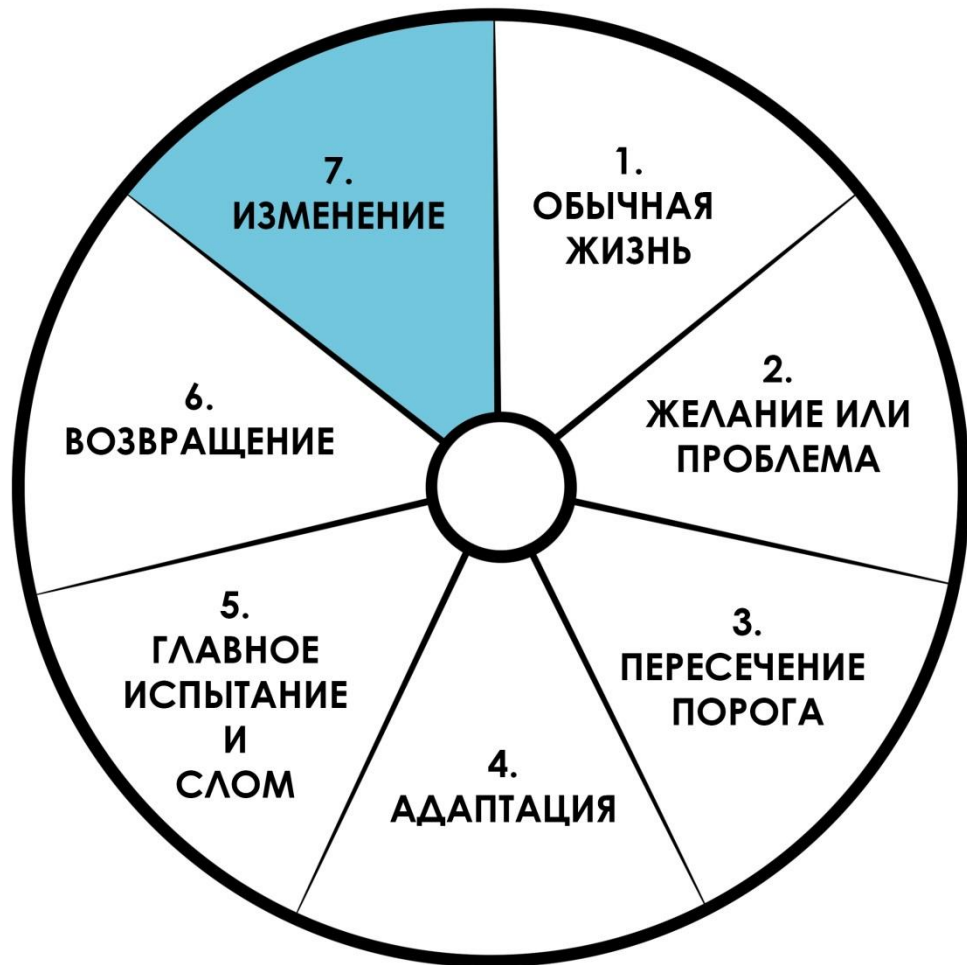 1.
ОБЫЧНАЯ
ЖИЗНЬ
2.
ЖЕЛАНИЕ ИЛИ
ПРОБЛЕМА
3.
ПЕРЕСЕЧЕНИЕ
ПОРОГА
4.
АДАПТАЦИЯ
5.
ГЛАВНОЕ
ИСПЫТАНИЕ
И
СЛОМ
6.
ВОЗВРАЩЕНИЕ
7.
ИЗМЕНЕНИЕ